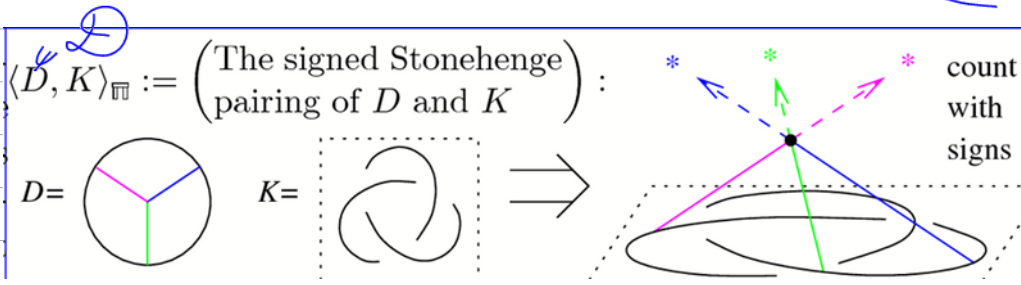 𝒟
⟨D, K⟩_⫪ := (The signed Stonehenge pairing of D and K) :
* * *
count
with
signs
D=
K=